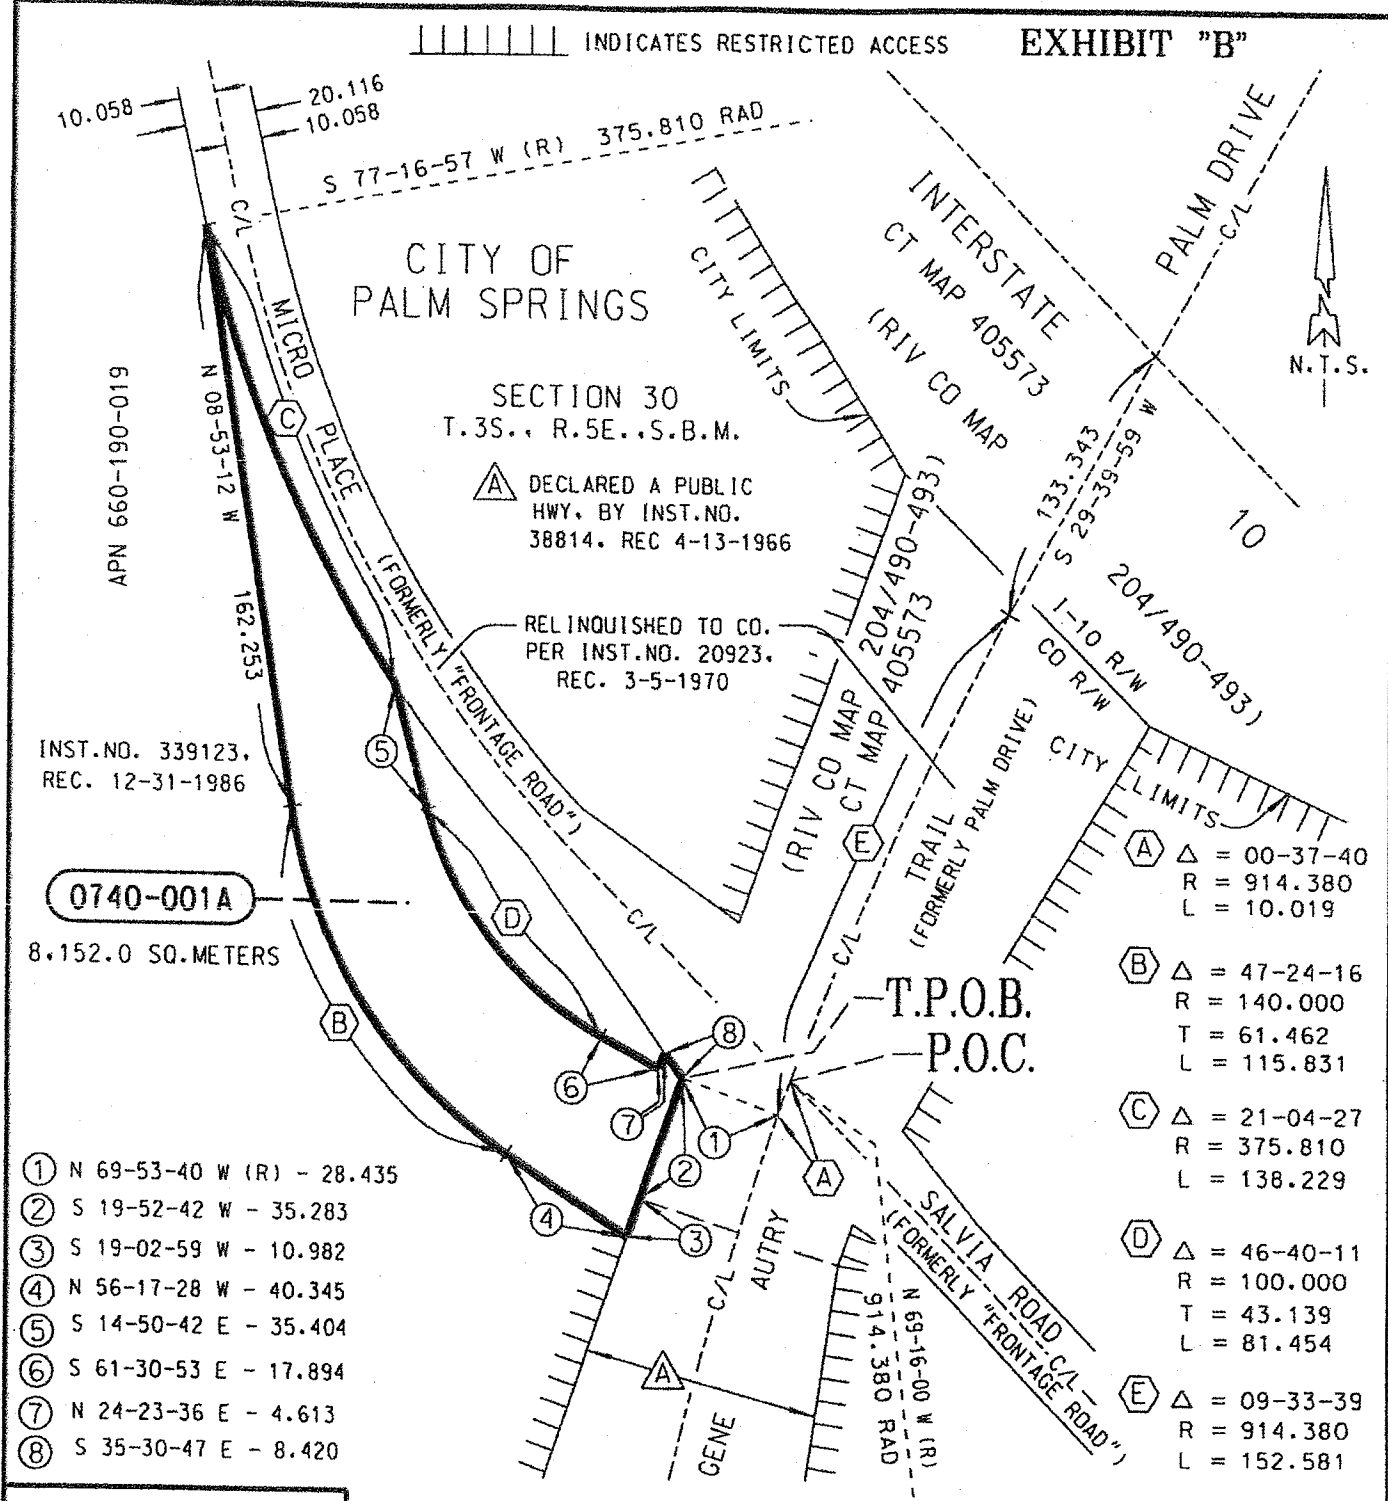 INDICATES RESTRICTED ACCESS
EXHIBIT "B"
10.058
20.116
10.058
S 77-16-57 W (R) 375.810 RAD
C/L
CITY OF
PALM SPRINGS
MICRO PLACE
(FORMERLY "FRONTAGE ROAD")
C/L
CITY LIMITS
INTERSTATE
CT MAP 405573
(RIV CO MAP
204/490-493)
10
PALM DRIVE
C/L
N.T.S.
133.343
S 29-39-59 W
SECTION 30
T.3S., R.5E.,S.B.M.
A DECLARED A PUBLIC
HWY. BY INST.NO.
38814. REC 4-13-1966
RELINQUISHED TO CO.
PER INST.NO. 20923,
REC. 3-5-1970
APN 660-190-019
N 08-53-12 W
162.253
C
5
INST.NO. 339123,
REC. 12-31-1986
0740-001A
8,152.0 SQ.METERS
(RIV CO MAP 204/490-493)
CT MAP 405573
I-10 R/W
CO R/W
CITY LIMITS
TRAIL
(FORMERLY PALM DRIVE)
C/L
E
D
B
T.P.O.B.
P.O.C.
8
6
7
1
2
A
4
3
AUTRY
C/L
GENE
A
SALVIA ROAD
C/L
(FORMERLY "FRONTAGE ROAD")
N 69-16-00 W (R)
914.380 RAD
1 N 69-53-40 W (R) - 28.435
2 S 19-52-42 W - 35.283
3 S 19-02-59 W - 10.982
4 N 56-17-28 W - 40.345
5 S 14-50-42 E - 35.404
6 S 61-30-53 E - 17.894
7 N 24-23-36 E - 4.613
8 S 35-30-47 E - 8.420
A Δ = 00-37-40
R = 914.380
L = 10.019
B Δ = 47-24-16
R = 140.000
T = 61.462
L = 115.831
C Δ = 21-04-27
R = 375.810
L = 138.229
D Δ = 46-40-11
R = 100.000
T = 43.139
L = 81.454
E Δ = 09-33-39
R = 914.380
L = 152.581